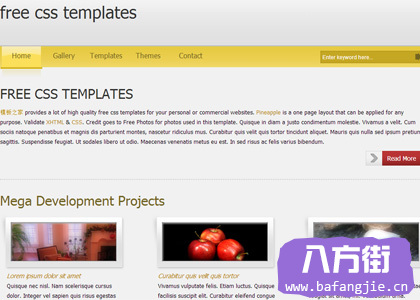 free css templates
Home Gallery Templates Themes Contact Enter keyword here...
FREE CSS TEMPLATES
模板之家 provides a lot of high quality free css templates for your personal or commercial websites. Pineapple is a one page layout that can be applied for any
purpose. Validate XHTML & CSS. Credit goes to Free Photos for photos used in this template. Quisque in diam a justo condimentum molestie. Vivamus a velit. Cum
sociis natoque penatibus et magnis dis parturient montes, nascetur ridiculus mus. Curabitur quis velit quis tortor tincidunt aliquet. Mauris quis nulla sed ipsum pretium
sagittis. Suspendisse feugiat. Ut sodales libero ut odio. Maecenas venenatis metus eu est. In sed risus ac felis varius bibendum.
Read More
Mega Development Projects
Lorem ipsum dolor sit amet
Curabitur quis velit quis tortor
Quisque nec nisl. Nam scelerisque cursus
dolor. Integer vel sapien quis risus egestas
Vivamus vulputate felis. Etiam luctus. Quisque
facilisis suscipit elit. Curabitur eleifend congue
八方街
www.bafangjie.cn